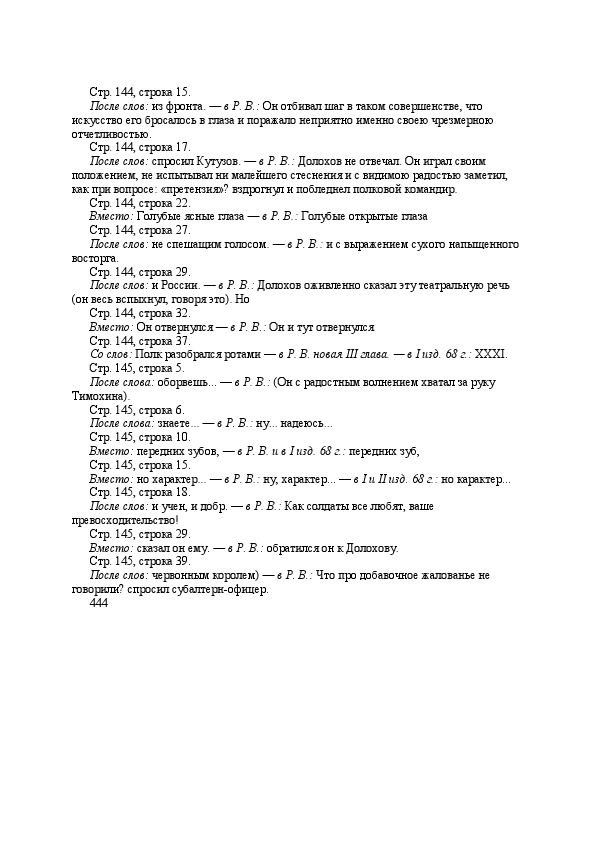 Стр. 144, строка 15.
После слов: из фронта. — в Р. В.: Он отбивал шаг в таком совершенстве, что
искусство его бросалось в глаза и поражало неприятно именно своею чрезмерною
отчетливостью.
Стр. 144, строка 17.
После слов: спросил Кутузов. — в Р. В.: Долохов не отвечал. Он играл своим
положением, не испытывал ни малейшего стеснения и с видимою радостью заметил,
как при вопросе: «претензия»? вздрогнул и побледнел полковой командир.
Стр. 144, строка 22.
Вместо: Голубые ясные глаза — в Р. В.: Голубые открытые глаза
Стр. 144, строка 27.
После слов: не спешащим голосом. — в Р. В.: и с выражением сухого напыщенного
восторга.
Стр. 144, строка 29.
После слов: и России. — в Р. В.: Долохов оживленно сказал эту театральную речь
(он весь вспыхнул, говоря это). Но
Стр. 144, строка 32.
Вместо: Он отвернулся — в Р. В.: Он и тут отвернулся
Стр. 144, строка 37.
Со слов: Полк разобрался ротами — в Р. В. новая III глава. — в I изд. 68 г.: XXXI.
Стр. 145, строка 5.
После слова: оборвешь... — в Р. В.: (Он с радостным волнением хватал за руку
Тимохина).
Стр. 145, строка 6.
После слова: знаете... — в Р. В.: ну... надеюсь...
Стр. 145, строка 10.
Вместо: передних зубов, — в Р. В. и в I изд. 68 г.: передних зуб,
Стр. 145, строка 15.
Вместо: но характер... — в Р. В.: ну, характер... — в I и II изд. 68 г.: но карактер...
Стр. 145, строка 18.
После слов: и учен, и добр. — в Р. В.: Как солдаты все любят, ваше
превосходительство!
Стр. 145, строка 29.
Вместо: сказал он ему. — в Р. В.: обратился он к Долохову.
Стр. 145, строка 39.
После слов: червонным королем) — в Р. В.: Что про добавочное жалованье не
говорили? спросил субалтерн-офицер.
444